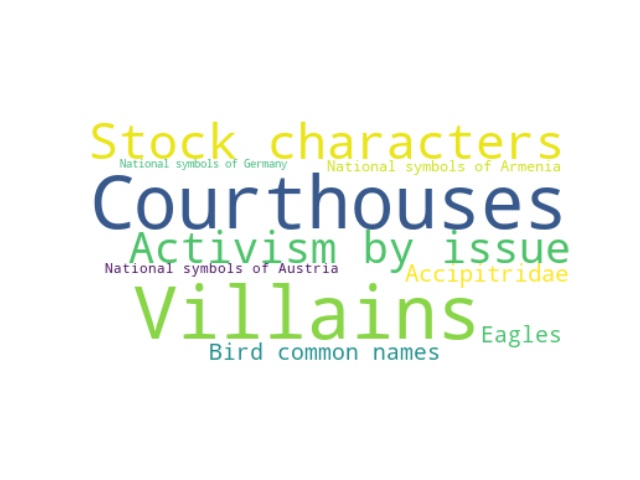 Stock characters
National symbols of Germany
National symbols of Armenia
Courthouses
Activism by issue
National symbols of Austria
Accipitridae
Villains
Eagles
Bird common names